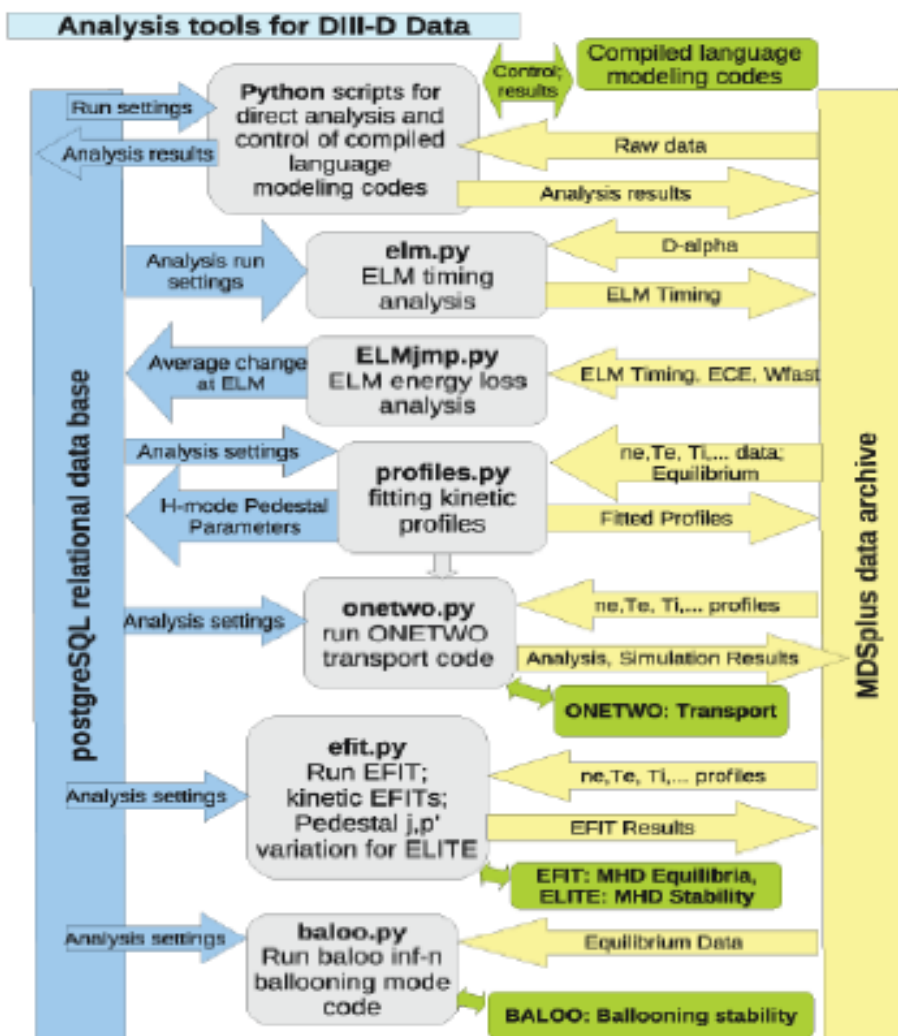 Analysis tools for DIII-D Data
Compiled language
modeling codes
Control;
results
Python scripts for
direct analysis and
control of compiled
language
modeling codes
Run settings
Analysis results
Raw data
Analysis results
elm.py
ELM timing
analysis
Analysis run
settings
D-alpha
ELM Timing
ELMjmp.py
ELM energy loss
analysis
Average change
at ELM
ELM Timing, ECE, Wfast
Analysis settings
profiles.py
fitting kinetic
profiles
H-mode Pedestal
Parameters
ne,Te, Ti,... data;
Equilibrium
Fitted Profiles
onetwo.py
run ONETWO
transport code
Analysis settings
ne,Te, Ti,... profiles
Analysis, Simulation Results
ONETWO: Transport
efit.py
Run EFIT;
kinetic EFITs;
Pedestal j,p'
variation for ELITE
Analysis settings
ne,Te, Ti,... profiles
EFIT Results
EFIT: MHD Equilibria,
ELITE: MHD Stability
baloo.py
Run baloo inf-n
ballooning mode
code
Analysis settings
Equilibrium Data
BALOO: Ballooning stability
postgreSQL relational data base
MDSplus data archive